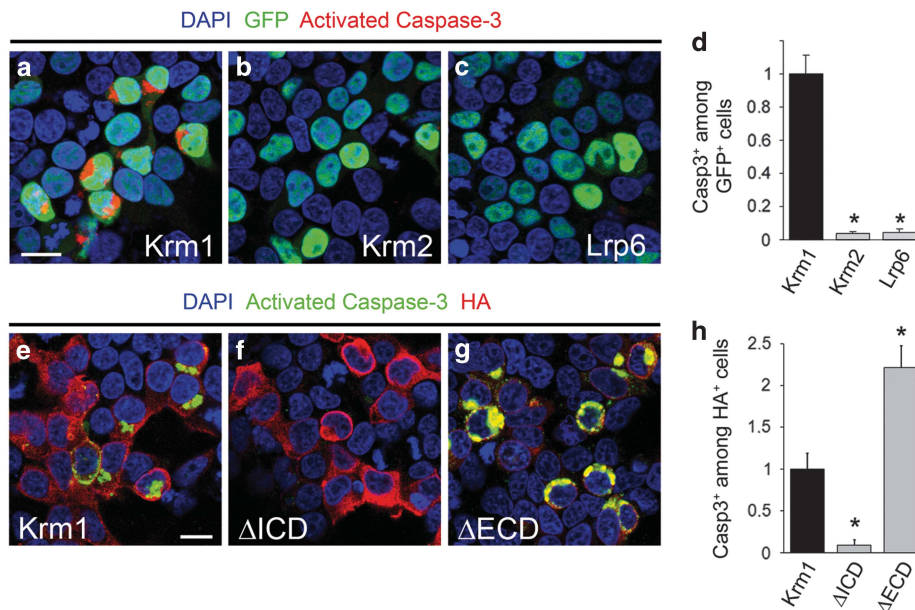 DAPI GFP Activated Caspase-3
a
b
c
Krm1
Krm2
Lrp6
d
Casp3⁺ among
GFP⁺ cells
1
0.8
0.6
0.4
0.2
0
*
*
Krm1
Krm2
Lrp6
DAPI Activated Caspase-3 HA
e
f
g
Krm1
ΔICD
ΔECD
h
Casp3⁺ among HA⁺ cells
2.5
2
1.5
1
0.5
0
*
*
Krm1
ΔICD
ΔECD